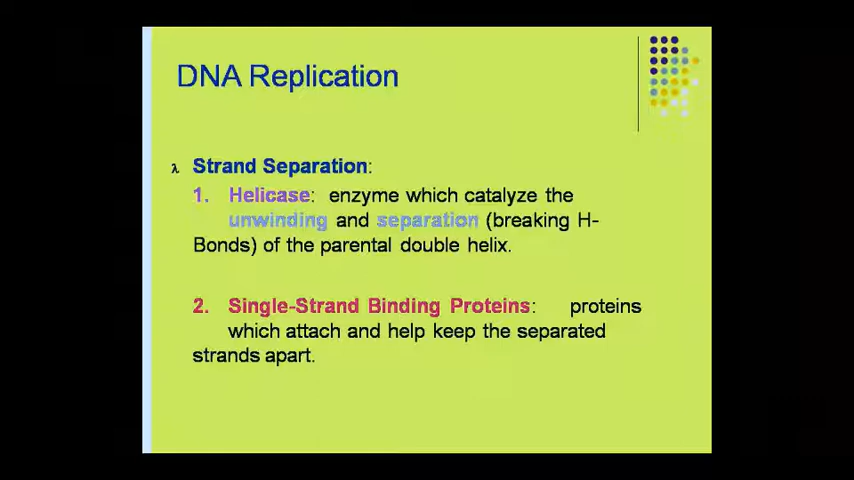 DNA Replication
λ Strand Separation:
1. Helicase: enzyme which catalyze the
unwinding and separation (breaking H-
Bonds) of the parental double helix.
2. Single-Strand Binding Proteins: proteins
which attach and help keep the separated
strands apart.